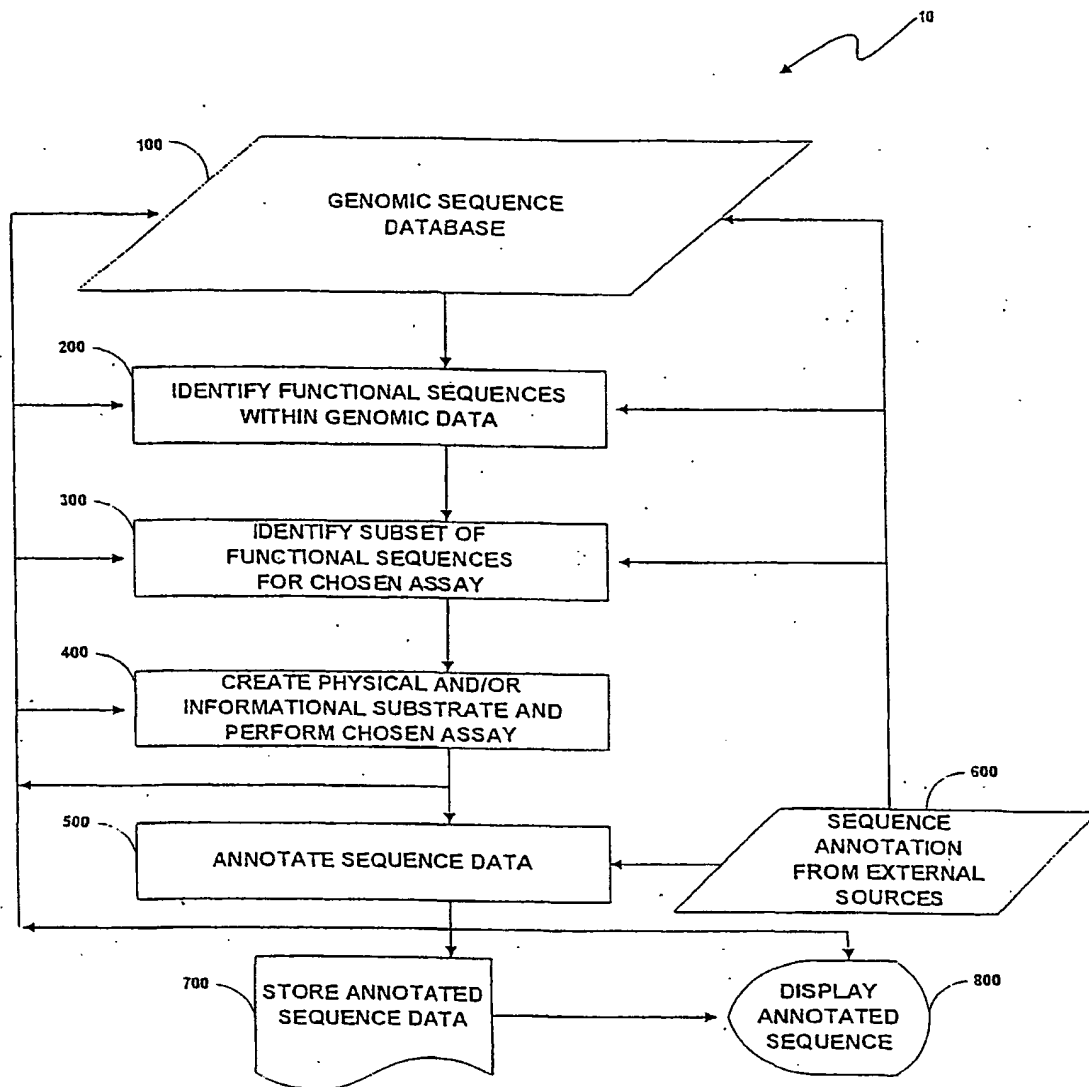 10
100
GENOMIC SEQUENCE
DATABASE
200
IDENTIFY FUNCTIONAL SEQUENCES
WITHIN GENOMIC DATA
300
IDENTIFY SUBSET OF
FUNCTIONAL SEQUENCES
FOR CHOSEN ASSAY
400
CREATE PHYSICAL AND/OR
INFORMATIONAL SUBSTRATE AND
PERFORM CHOSEN ASSAY
500
ANNOTATE SEQUENCE DATA
600
SEQUENCE
ANNOTATION
FROM EXTERNAL
SOURCES
700
STORE ANNOTATED
SEQUENCE DATA
800
DISPLAY
ANNOTATED
SEQUENCE